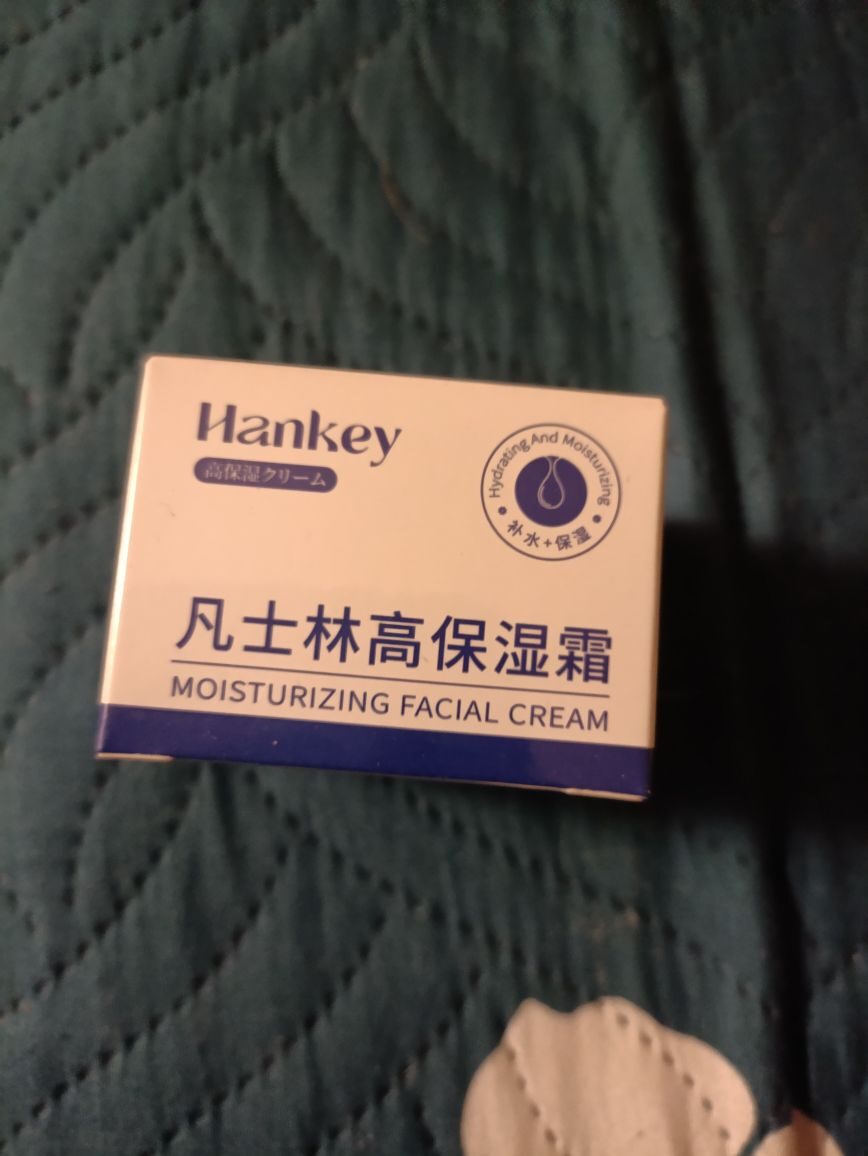 Hankey
高保湿クリーム
Hydrating And Moisturizing
补水+保湿
凡士林高保湿霜
MOISTURIZING FACIAL CREAM